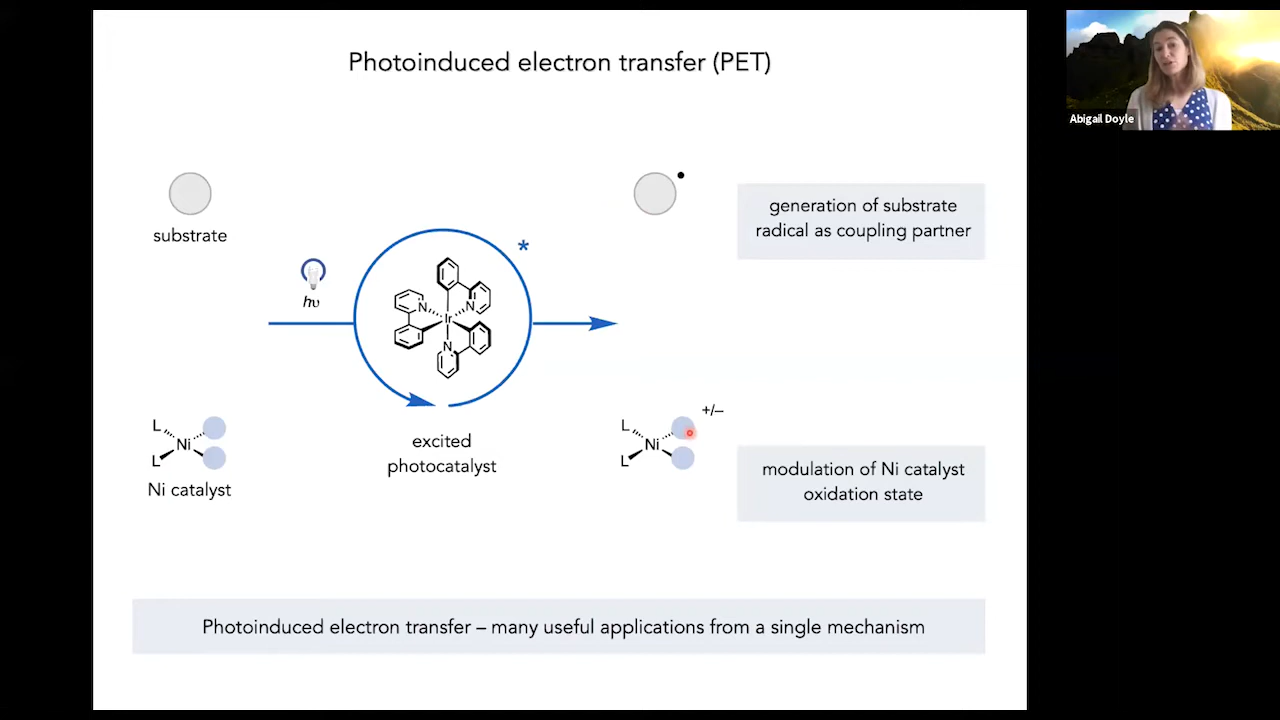 Photoinduced electron transfer (PET)
Abigail Doyle
substrate
generation of substrate
radical as coupling partner
*
hυ
N
N
Ir
N
L
Ni
L
Ni catalyst
excited
photocatalyst
+/–
L
Ni
L
modulation of Ni catalyst
oxidation state
Photoinduced electron transfer – many useful applications from a single mechanism